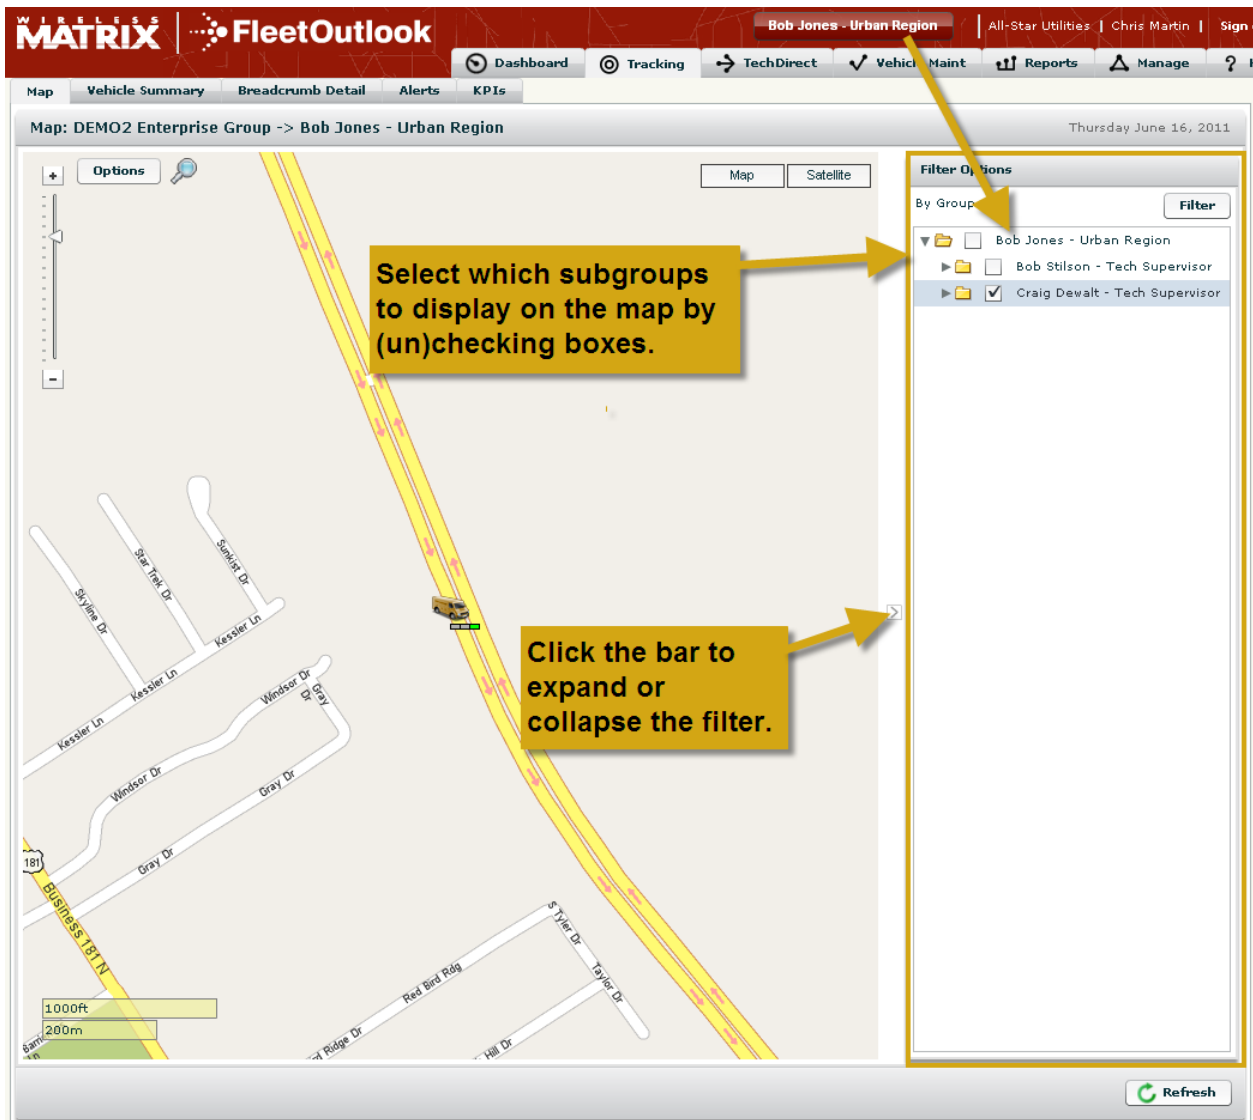 WIRELESS
MATRIX FleetOutlook
Bob Jones - Urban Region
All-Star Utilities | Chris Martin | Sign
Dashboard Tracking TechDirect Vehicle Maint Reports Manage ?
Map Vehicle Summary Breadcrumb Detail Alerts KPIs
Map: DEMO2 Enterprise Group -> Bob Jones - Urban Region
Thursday June 16, 2011
+
Options
Map Satellite
Filter Options
By Group
Filter
Bob Jones - Urban Region
Bob Stilson - Tech Supervisor
Craig Dewalt - Tech Supervisor
Select which subgroups
to display on the map by
(un)checking boxes.
-
Click the bar to
expand or
collapse the filter.
Sunkist Dr
Star Trek Dr
Skyline Dr
Kessler Ln
Kessler Ln
Kessler Ln
Windsor Dr
Gray Dr
Windsor Dr
Gray Dr
Gray Dr
181
Business 181 N
S Tyler Dr
Taylor Dr
Red Bird Rdg
Ridge Dr
Hill Dr
1000ft
200m
Ln
Refresh